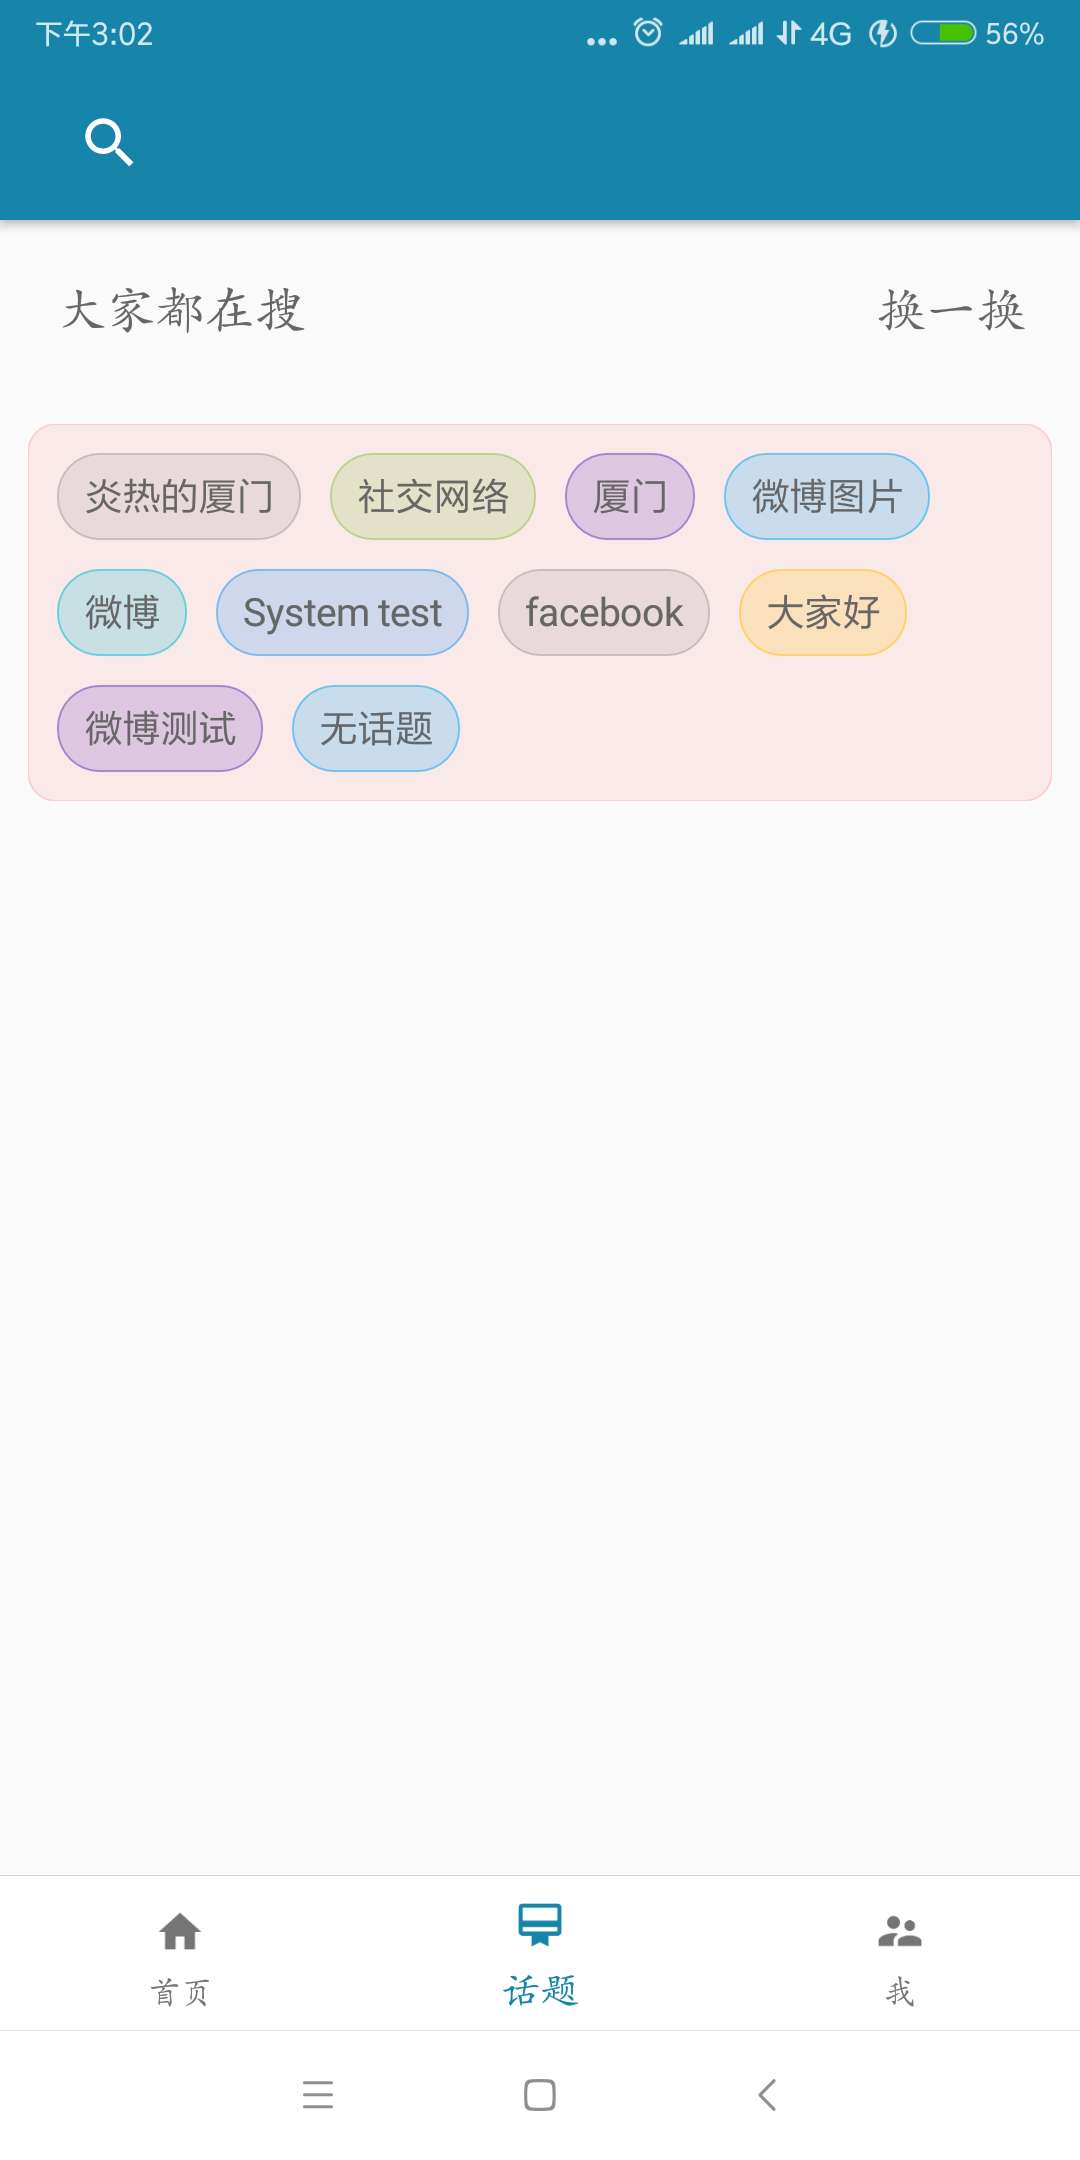 下午3:02 ... 4G 56%
大家都在搜 换一换
炎热的厦门 社交网络 厦门 微博图片
微博 System test facebook 大家好
微博测试 无话题
首页 话题 我